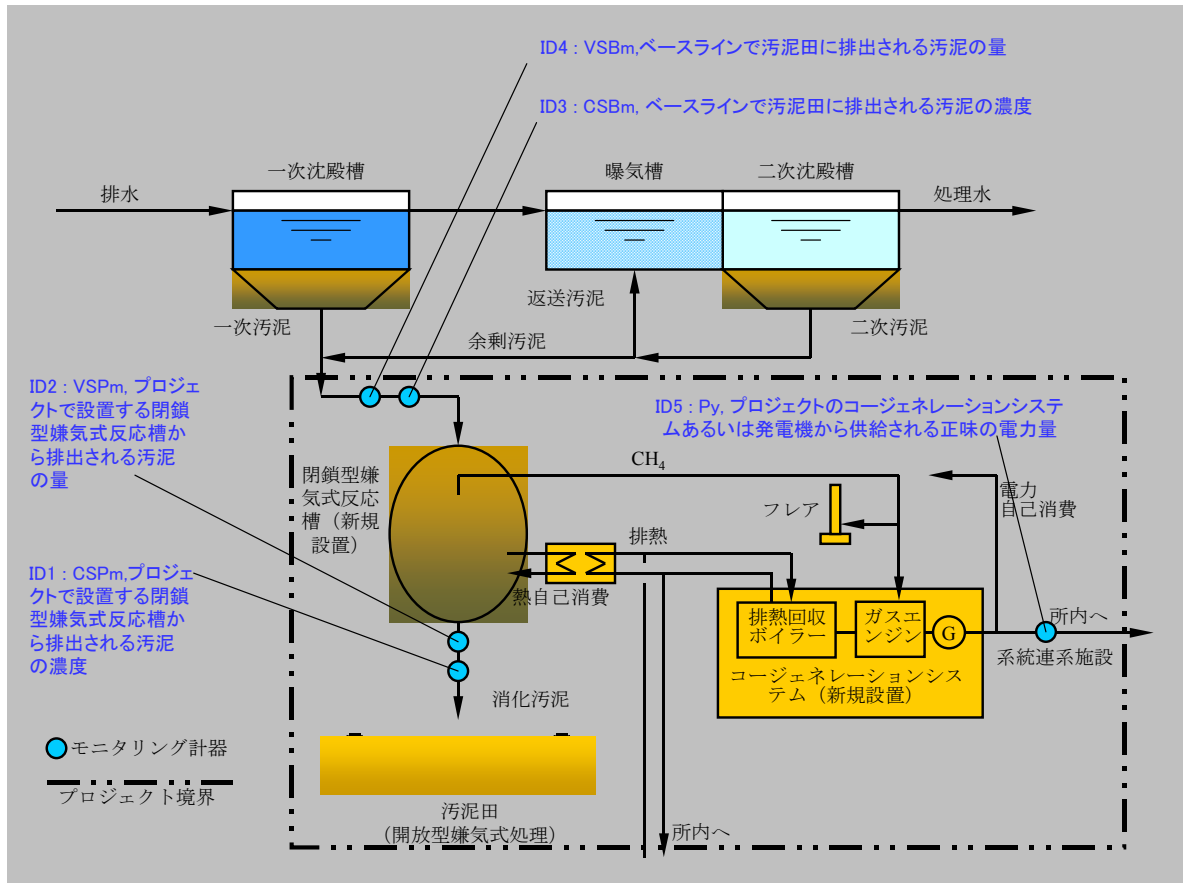 ID4 : VSBm,ベースラインで汚泥田に排出される汚泥の量
ID3 : CSBm, ベースラインで汚泥田に排出される汚泥の濃度
一次沈殿槽
曝気槽
二次沈殿槽
排水
処理水
返送汚泥
一次汚泥
二次汚泥
余剰汚泥
ID2 : VSPm, プロジェ
クトで設置する閉鎖
型嫌気式反応槽か
ら排出される汚泥
の量
ID5 : Py, プロジェクトのコージェネレーションシステ
ムあるいは発電機から供給される正味の電力量
CH4
閉鎖型嫌
気式反応
槽（新規
設置）
フレア
電力
自己消費
排熱
熱自己消費
ID1 : CSPm,プロジェ
クトで設置する閉鎖
型嫌気式反応槽か
ら排出される汚泥
の濃度
排熱回収
ボイラー
ガスエ
ンジン
G
所内へ
系統連系施設
コージェネレーションシス
テム（新規設置）
消化汚泥
モニタリング計器
プロジェクト境界
汚泥田
（開放型嫌気式処理）
所内へ